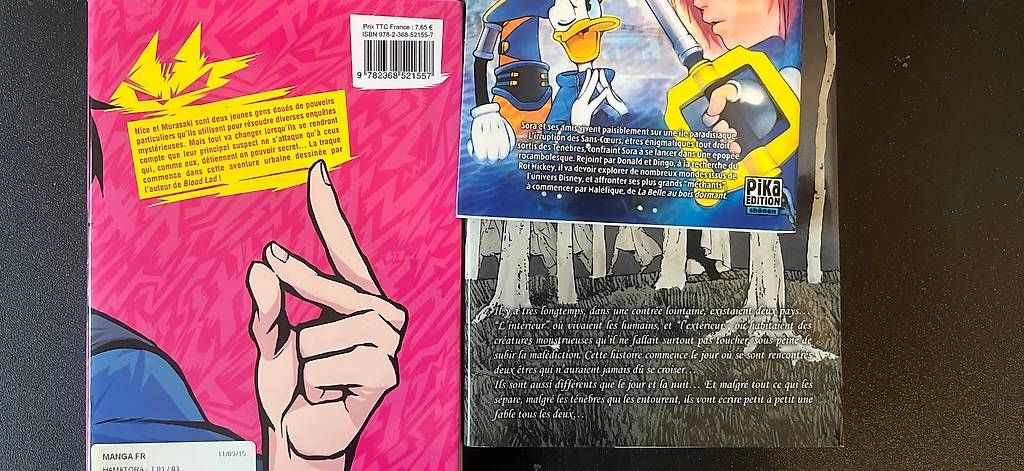 Prix TTC France : 7,65 €
ISBN 978-2-368-52155-7
9 782368 521557
Nice et Murasaki sont deux jeunes gens doués de pouvoirs
particuliers qu'ils utilisent pour résoudre diverses enquêtes
mystérieuses. Mais tout va changer lorsqu'ils se rendront
compte que leur principal suspect ne s'attaque qu'à ceux
qui, comme eux, détiennent un pouvoir secret... La traque
commence dans cette aventure urbaine dessinée par
l'auteur de Blood Lad !
MANGA FR
11/09/15
HAMATORA - T 01 / 03
Sora et ses amis vivent paisiblement sur une île paradisiaque.
L'irruption des Sans-Cœurs, êtres énigmatiques tout droit
sortis des Ténèbres, contraint Sora à se lancer dans une épopée
rocambolesque. Rejoint par Donald et Dingo, à la recherche du
Roi Mickey, il va devoir explorer de nombreux mondes issus de
l'univers Disney, et affronter ses plus grands "méchants",
à commencer par Maléfique, de La Belle au bois dormant.
PiKA
EDITION
shônen
Il y a très longtemps, dans une contrée lointaine, existaient deux pays...
"L'intérieur" où vivaient les humains, et "l'extérieur", où habitaient des
créatures monstrueuses qu'il ne fallait surtout pas toucher, sous peine de
subir la malédiction. Cette histoire commence le jour où se sont rencontrés
deux êtres qui n'auraient jamais dû se croiser...
Ils sont aussi différents que le jour et la nuit... Et malgré tout ce qui les
sépare, malgré les ténèbres qui les entourent, ils vont écrire petit à petit une
fable tous les deux...